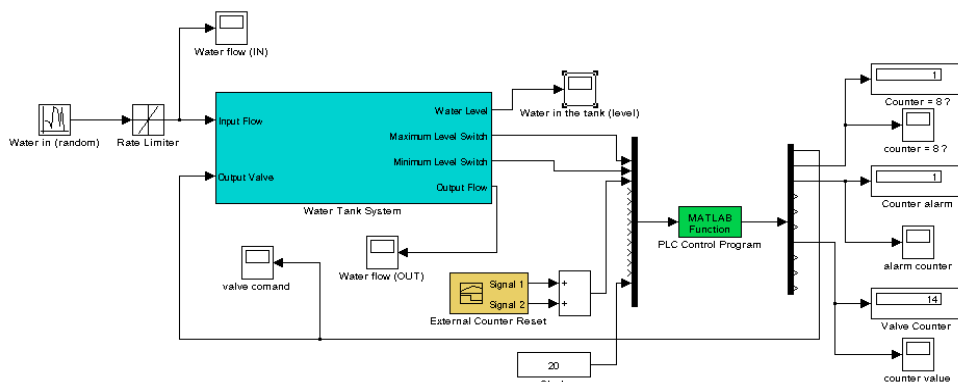 Water flow (IN)
Water in (random)
Rate Limiter
Input Flow
Output Valve
Water Level
Maximum Level Switch
Minimum Level Switch
Output Flow
Water Tank System
Water in the tank (level)
Water flow (OUT)
valve comand
Signal 1
Signal 2
External Counter Reset
+
+
20
MATLAB
Function
PLC Control Program
1
Counter = 8 ?
counter = 8 ?
1
Counter alarm
alarm counter
14
Valve Counter
counter value